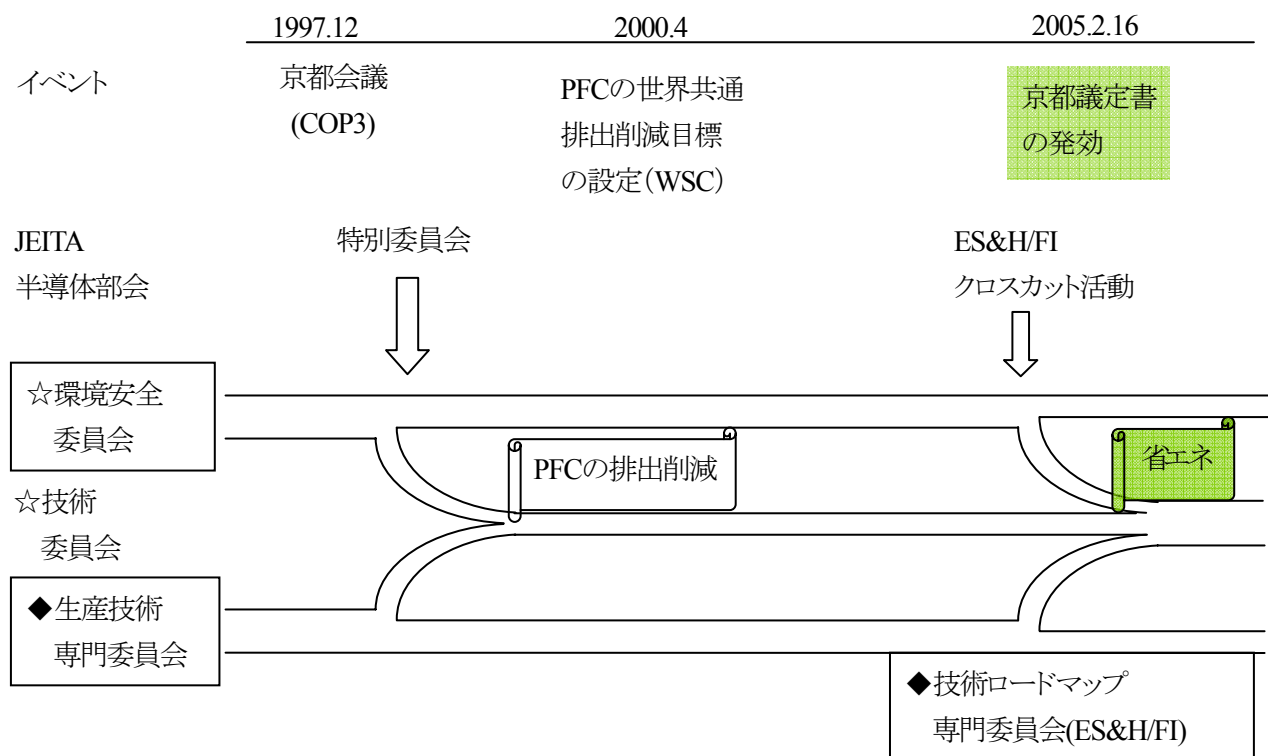 1997.12 2000.4 2005.2.16
イベント
京都会議
(COP3)
PFCの世界共通
排出削減目標
の設定(WSC)
京都議定書
の発効
JEITA
半導体部会
特別委員会
ES&H/FI
クロスカット活動
☆環境安全
委員会
PFCの排出削減
省エネ
☆技術
委員会
◆生産技術
専門委員会
◆技術ロードマップ
専門委員会(ES&H/FI)